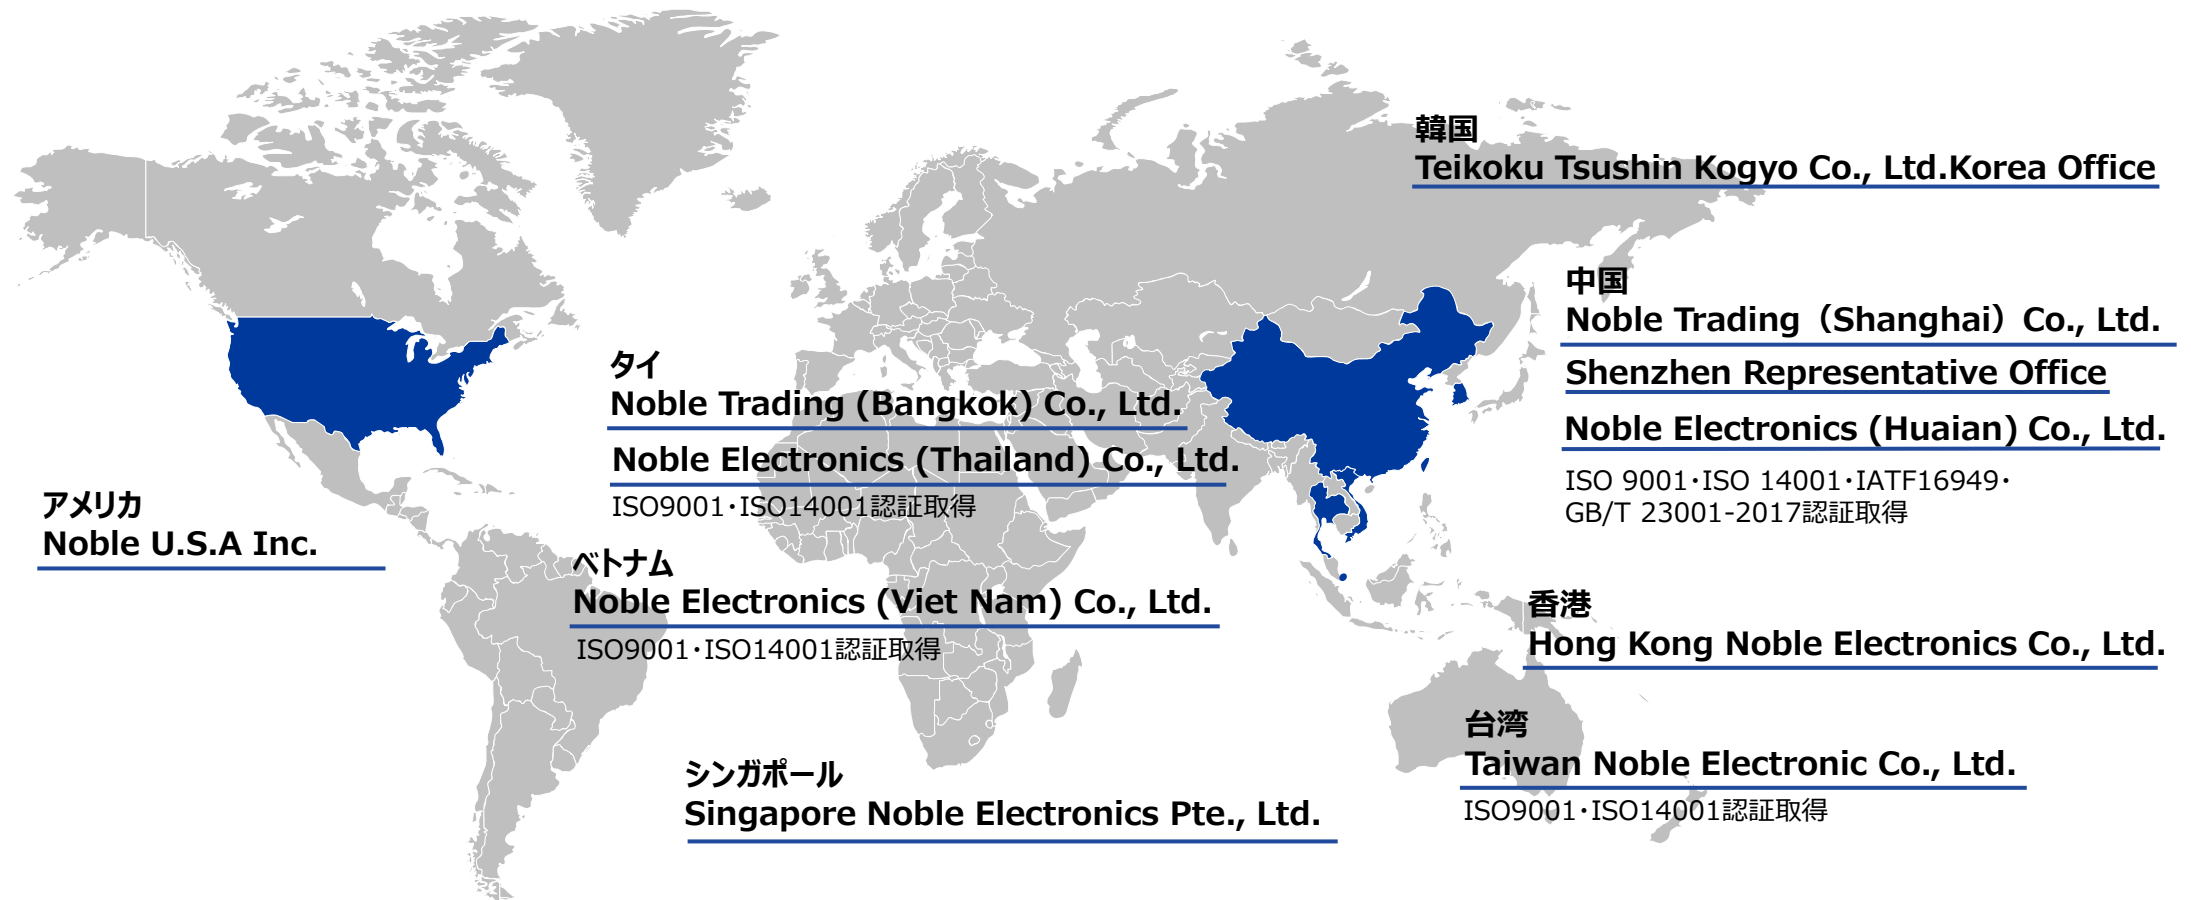 韓国
Teikoku Tsushin Kogyo Co., Ltd.Korea Office
中国
Noble Trading（Shanghai）Co., Ltd.
Shenzhen Representative Office
Noble Electronics (Huaian) Co., Ltd.
ISO 9001･ISO 14001･IATF16949･
GB/T 23001-2017認証取得
タイ
Noble Trading (Bangkok) Co., Ltd.
Noble Electronics (Thailand) Co., Ltd.
ISO9001･ISO14001認証取得
アメリカ
Noble U.S.A Inc.
ベトナム
Noble Electronics (Viet Nam) Co., Ltd.
ISO9001･ISO14001認証取得
香港
Hong Kong Noble Electronics Co., Ltd.
台湾
Taiwan Noble Electronic Co., Ltd.
ISO9001･ISO14001認証取得
シンガポール
Singapore Noble Electronics Pte., Ltd.